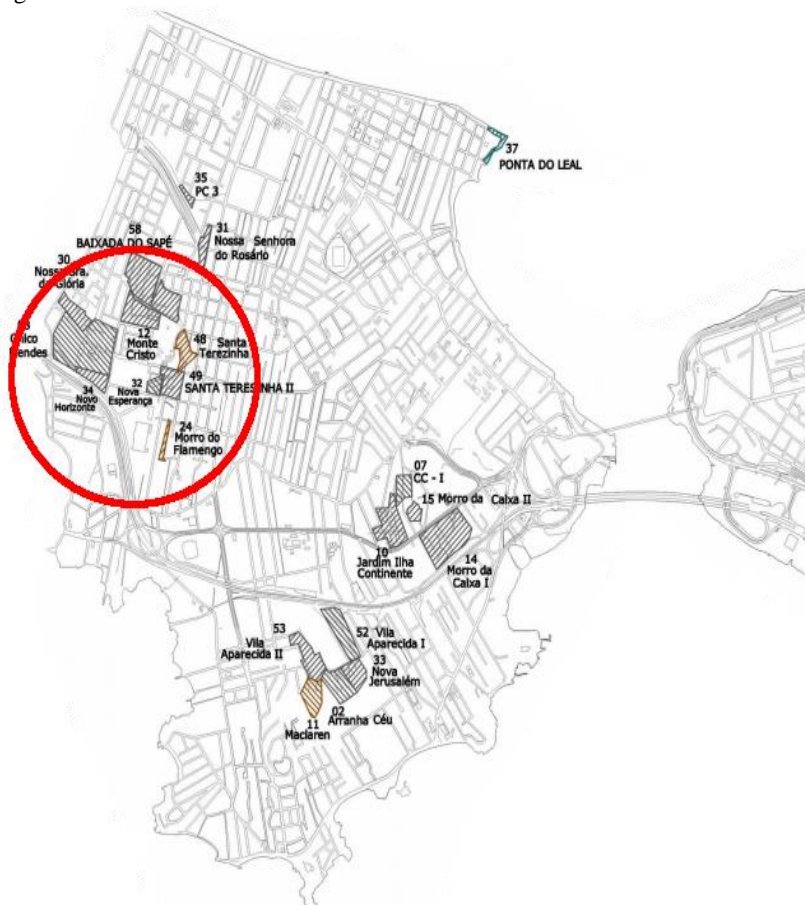 37
PONTA DO LEAL
35
PC 3
31
Nossa Senhora
do Rosário
58
BAIXADA DO SAPÉ
30
Nossa Sra.
da Glória
12
Monte
Cristo
48 Santa
Terezinha
49
SANTA TERESINHA II
32
Nova
Esperança
34
Novo
Horizonte
24
Morro do
Flamengo
07
CC - I
15 Morro da Caixa II
10
Jardim Ilha
Continente
14
Morro da
Caixa I
53
Vila
Aparecida II
52 Vila
Aparecida I
33
Nova
Jerusalém
02
Arranha Céu
11
Maclaren